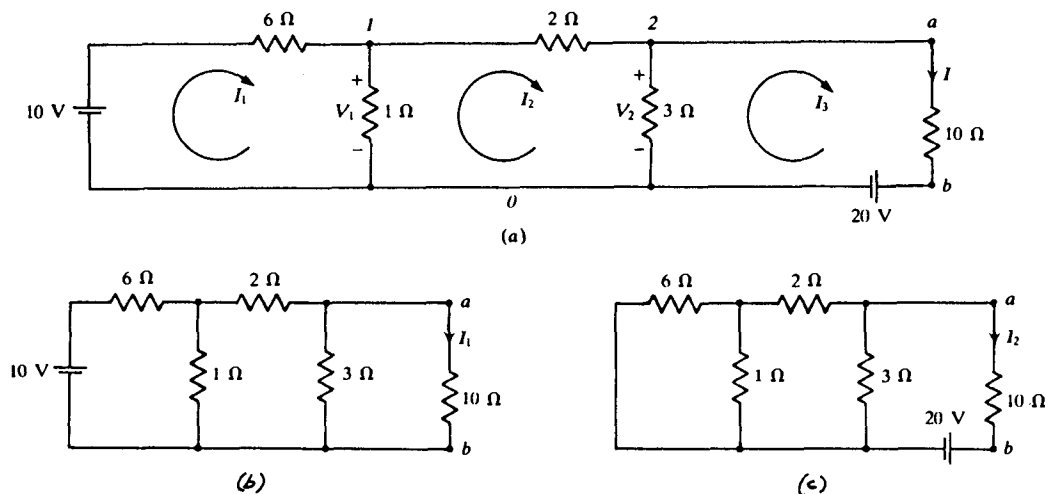 6 Ω 1 2 Ω 2 a
10 V I₁ + V₁ − 1 Ω I₂ + V₂ − 3 Ω I₃ I 10 Ω
0 20 V b
(a)
6 Ω 2 Ω a
10 V 1 Ω 3 Ω I₁ 10 Ω
b
(b)
6 Ω 2 Ω a
1 Ω 3 Ω I₂ 10 Ω
20 V b
(c)